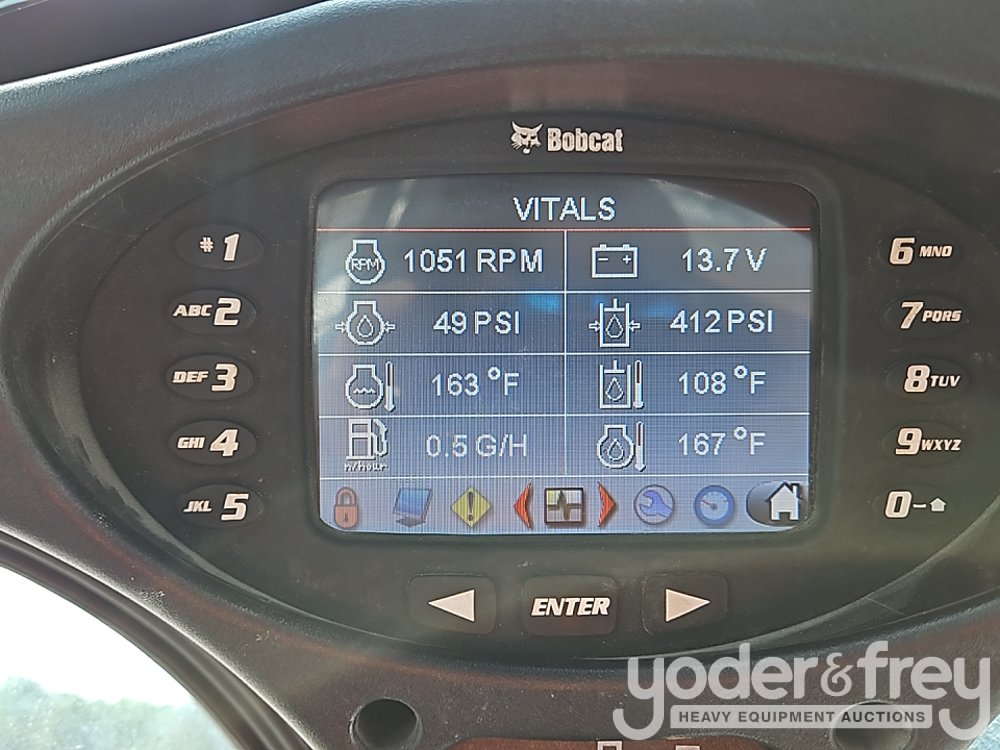 Bobcat
VITALS
RPM 1051 RPM 13.7 V
49 PSI 412 PSI
163 °F 108 °F
0.5 G/H 167 °F
n/hour
# 1
ABC 2
DEF 3
GHI 4
JKL 5
6 MNO
7 PQRS
8 TUV
9 WXYZ
0 -
ENTER
yoder & frey
HEAVY EQUIPMENT AUCTIONS